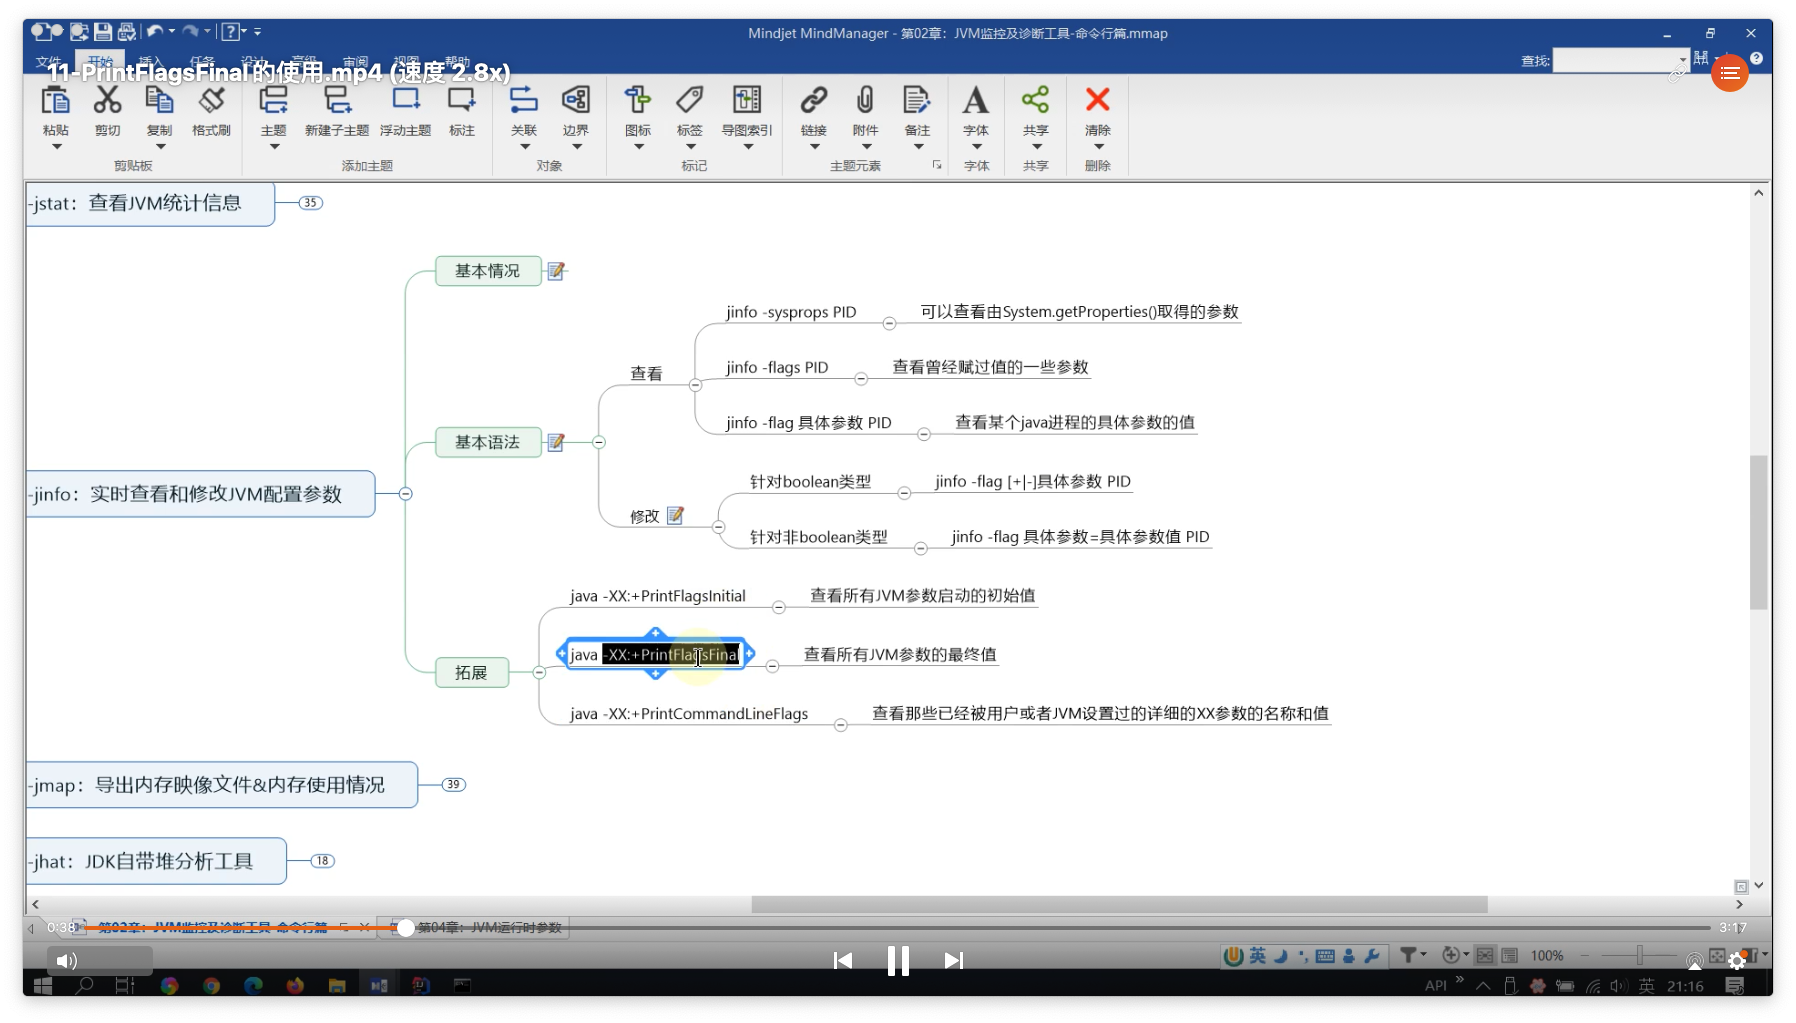 Mindjet MindManager - 第02章：JVM监控及诊断工具-命令行篇.mmap
文件 开始 插入 任务 设计 高级 审阅 视图 帮助
查找:
11-PrintFlagsFinal的使用.mp4 (速度 2.8x)
粘贴 剪切 复制 格式刷 主题 新建子主题 浮动主题 标注 关联 边界 图标 标签 导图索引 链接 附件 备注 字体 共享 清除
剪贴板 添加主题 对象 标记 主题元素 字体 共享 删除
-jstat：查看JVM统计信息 35
基本情况
jinfo -sysprops PID 可以查看由System.getProperties()取得的参数
查看
jinfo -flags PID 查看曾经赋过值的一些参数
jinfo -flag 具体参数 PID 查看某个java进程的具体参数的值
基本语法
针对boolean类型 jinfo -flag [+|-]具体参数 PID
-jinfo：实时查看和修改JVM配置参数
修改
针对非boolean类型 jinfo -flag 具体参数=具体参数值 PID
java -XX:+PrintFlagsInitial 查看所有JVM参数启动的初始值
java -XX:+PrintFlagsFinal 查看所有JVM参数的最终值
拓展
java -XX:+PrintCommandLineFlags 查看那些已经被用户或者JVM设置过的详细的XX参数的名称和值
-jmap：导出内存映像文件&内存使用情况 39
-jhat：JDK自带堆分析工具 18
0:38 第02章：JVM监控及诊断工具-命令行篇 第04章：JVM运行时参数 3:17
英 100%
API 英 21:16